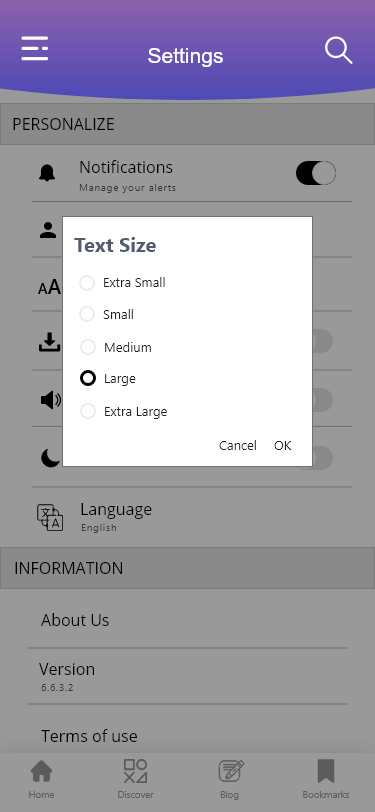 Settings
PERSONALIZE
Notifications
Manage your alerts
Text Size
AA
Extra Small
Small
Medium
Large
Extra Large
Cancel OK
Language
English
INFORMATION
About Us
Version
6.6.3.2
Terms of use
Home Discover Blog Bookmarks